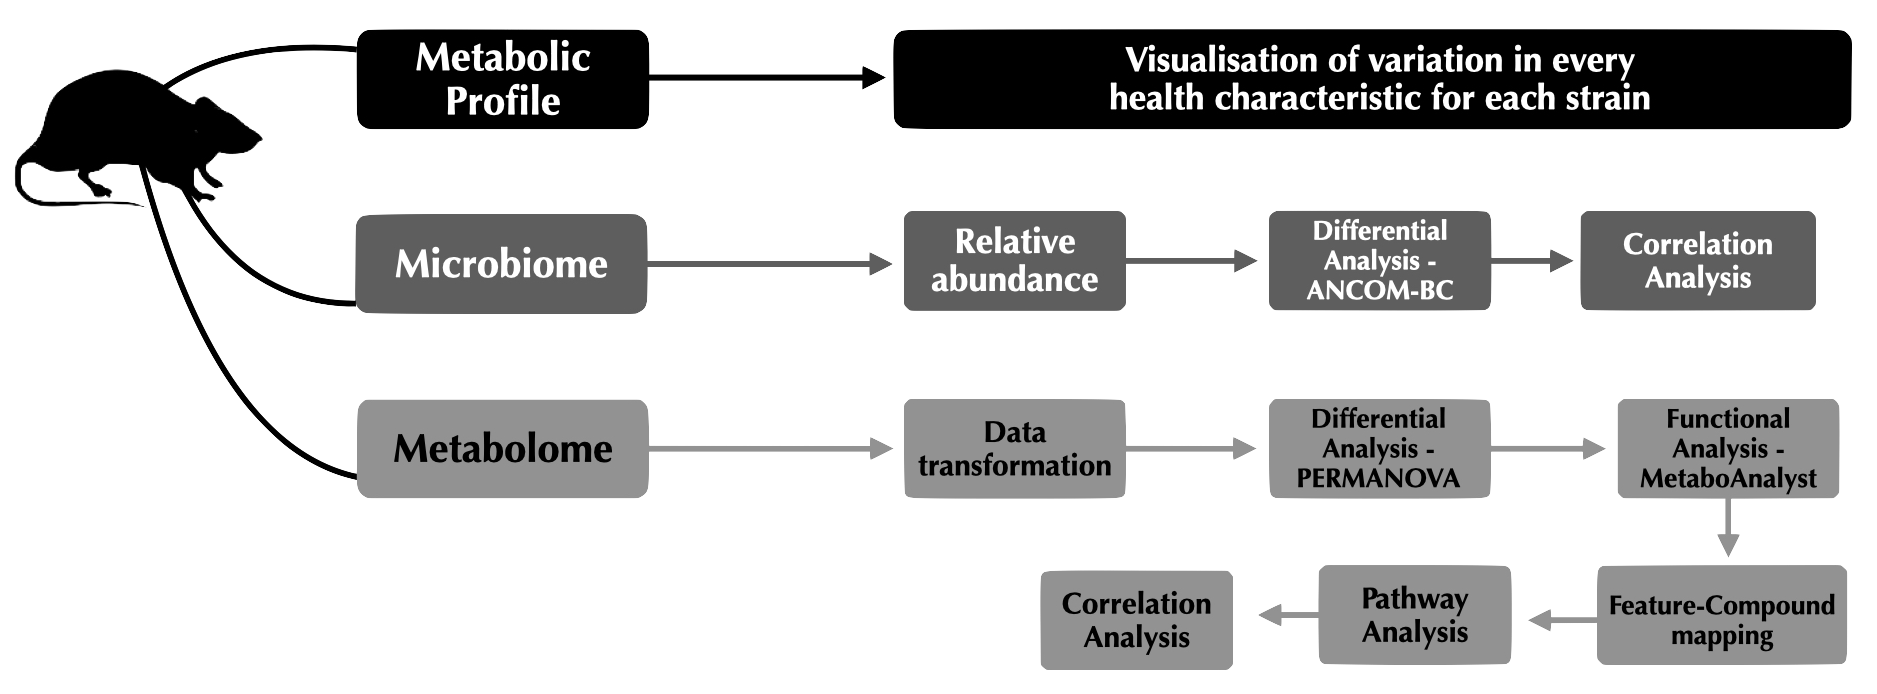 Metabolic
Profile
Visualisation of variation in every
health characteristic for each strain
Microbiome
Relative
abundance
Differential
Analysis -
ANCOM-BC
Correlation
Analysis
Metabolome
Data
transformation
Differential
Analysis -
PERMANOVA
Functional
Analysis -
MetaboAnalyst
Feature-Compound
mapping
Pathway
Analysis
Correlation
Analysis